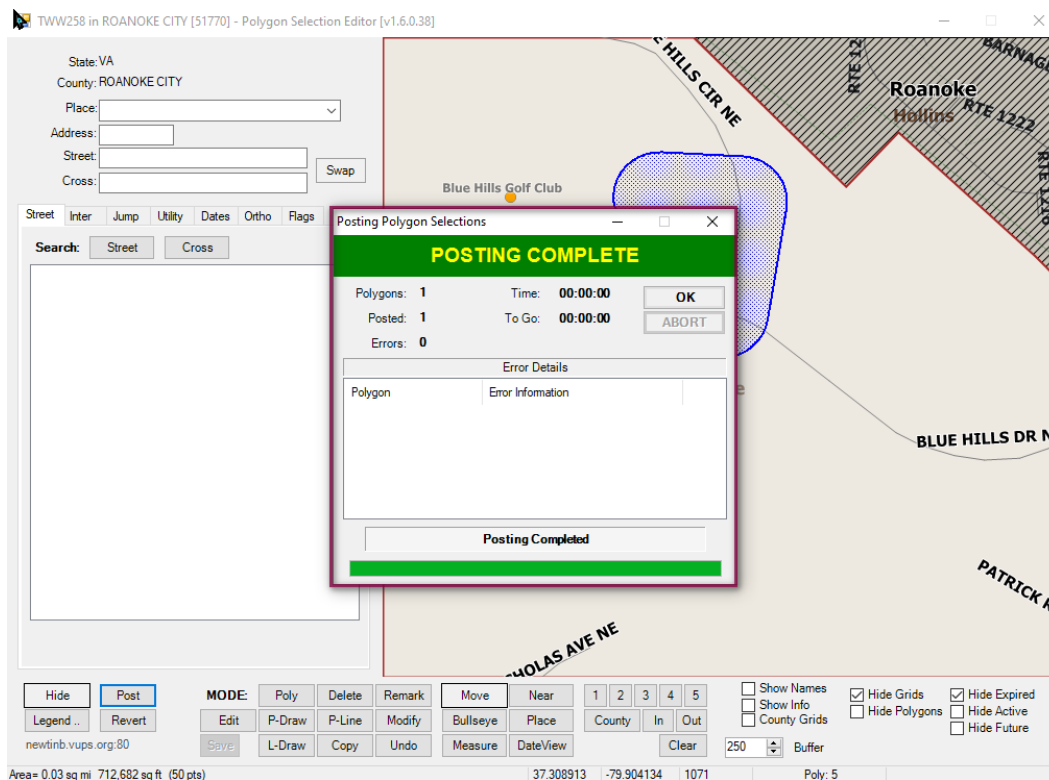 TWW258 in ROANOKE CITY [51770] - Polygon Selection Editor [v1.6.0.38]
State: VA
County: ROANOKE CITY
Place:
Address:
Street:
Cross:
Swap
Street Inter Jump Utility Dates Ortho Flags
Search: Street Cross
HILLS CIR NE
RTE 12
BARNAG
Roanoke
Hollins
RTE 1222
RTE 1216
Blue Hills Golf Club
Posting Polygon Selections
POSTING COMPLETE
Polygons: 1 Time: 00:00:00 OK
Posted: 1 To Go: 00:00:00 ABORT
Errors: 0
Error Details
Polygon Error Information
Posting Completed
BLUE HILLS DR N
PATRICK R
HOLAS AVE NE
Hide Post MODE: Poly Delete Remark Move Near 1 2 3 4 5
Legend .. Revert Edit P-Draw P-Line Modify Bullseye Place County In Out
newtinb.vups.org:80 Save L-Draw Copy Undo Measure DateView Clear 250 Buffer
Show Names
Show Info
County Grids
Hide Grids
Hide Polygons
Hide Expired
Hide Active
Hide Future
Area= 0.03 sq mi 712,682 sq ft (50 pts) 37.308913 -79.904134 1071 Poly: 5